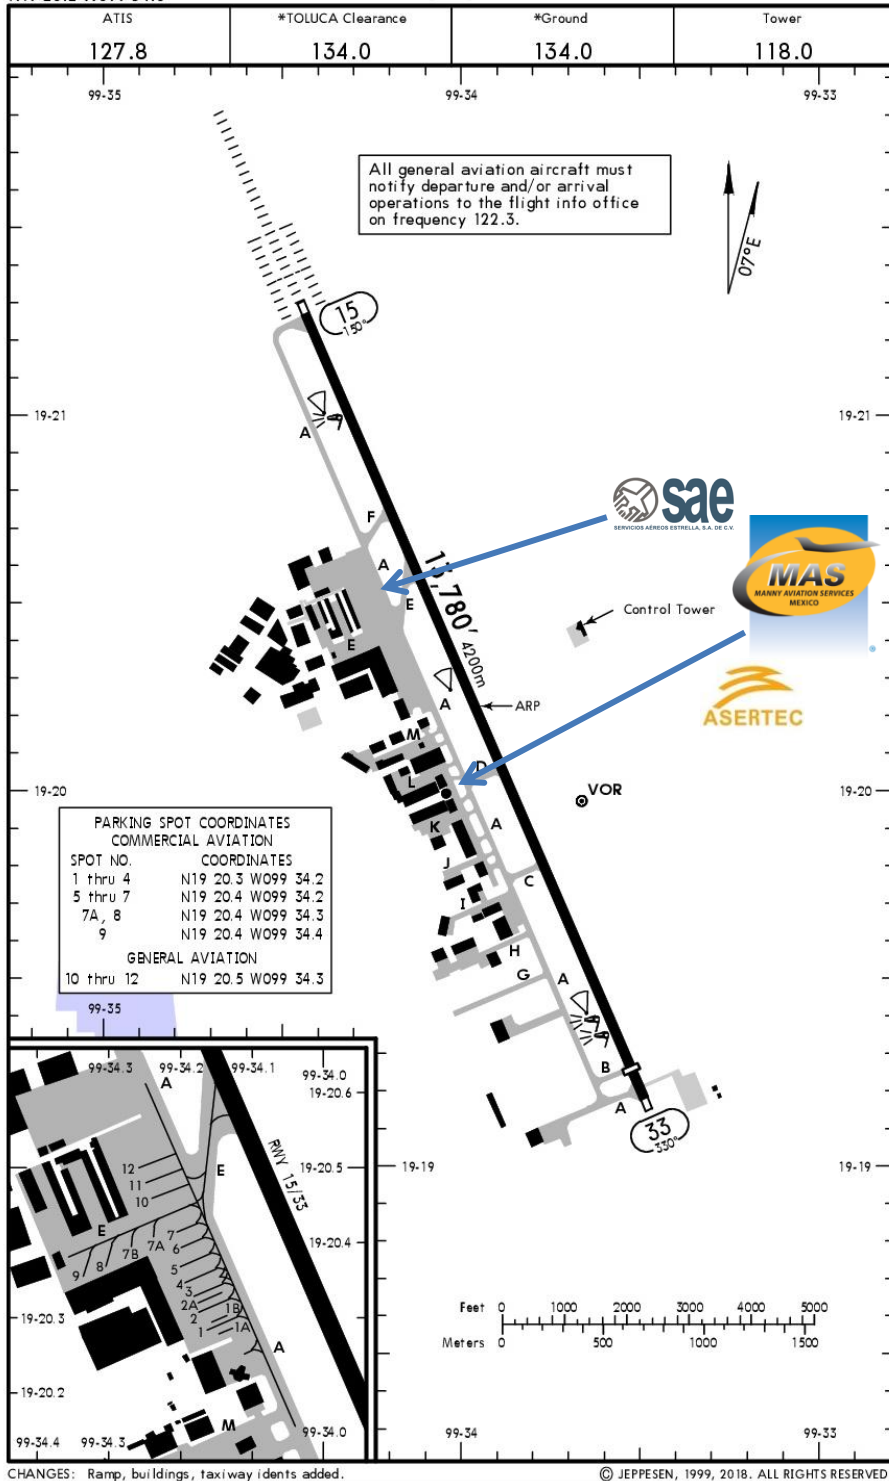 ATIS
127.8
*TOLUCA Clearance
134.0
*Ground
134.0
Tower
118.0
99-35
99-34
99-33
All general aviation aircraft must
notify departure and/or arrival
operations to the flight info office
on frequency 122.3.
07°E
15
150°
19-21
19-21
A
F
sae
SERVICIOS AÉREOS ESTRELLA, S.A. DE C.V.
A
E
780'
4200m
MAS
MANNY AVIATION SERVICES
MEXICO
®
Control Tower
E
A
ARP
ASERTEC
M
D
L
VOR
19-20
19-20
K
A
J
C
I
H
G
A
B
A
33
330°
PARKING SPOT COORDINATES
COMMERCIAL AVIATION
SPOT NO. COORDINATES
1 thru 4 N19 20.3 W099 34.2
5 thru 7 N19 20.4 W099 34.2
7A, 8 N19 20.4 W099 34.3
9 N19 20.4 W099 34.4
GENERAL AVIATION
10 thru 12 N19 20.5 W099 34.3
99-35
99-34.3
99-34.2
99-34.1
99-34.0
19-20.6
A
RWY 15/33
12
11
10
E
19-20.5
19-19
19-19
E
7
6
5
4
3
2A
2
1
1B
1A
9
8
7B
7A
19-20.4
19-20.3
A
19-20.2
M
99-34.4
99-34.3
99-34.0
Feet 0 1000 2000 3000 4000 5000
Meters 0 500 1000 1500
99-34
99-33
CHANGES: Ramp, buildings, taxiway idents added.
© JEPPESEN, 1999, 2018. ALL RIGHTS RESERVED